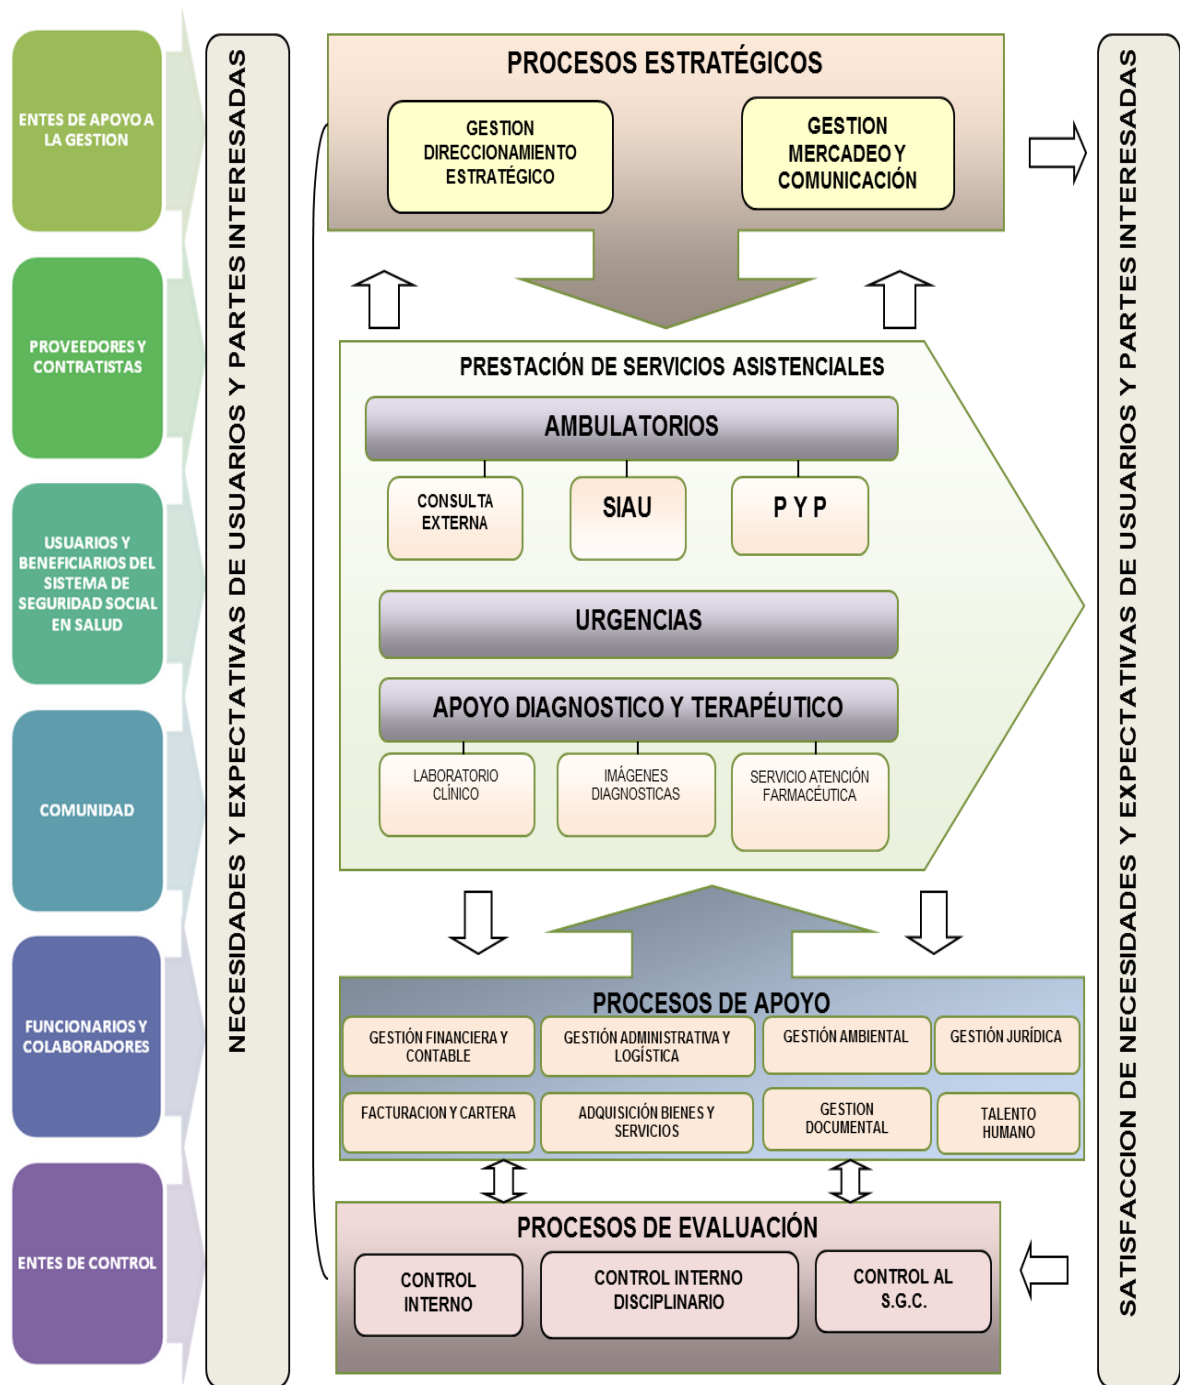 ENTES DE APOYO A
LA GESTION
PROVEEDORES Y
CONTRATISTAS
USUARIOS Y
BENEFICIARIOS DEL
SISTEMA DE
SEGURIDAD SOCIAL
EN SALUD
COMUNIDAD
FUNCIONARIOS Y
COLABORADORES
ENTES DE CONTROL
NECESIDADES Y EXPECTATIVAS DE USUARIOS Y PARTES INTERESADAS
PROCESOS ESTRATÉGICOS
GESTION
DIRECCIONAMIENTO
ESTRATÉGICO
GESTION
MERCADEO Y
COMUNICACIÓN
PRESTACIÓN DE SERVICIOS ASISTENCIALES
AMBULATORIOS
CONSULTA
EXTERNA
SIAU
P Y P
URGENCIAS
APOYO DIAGNOSTICO Y TERAPÉUTICO
LABORATORIO
CLÍNICO
IMÁGENES
DIAGNOSTICAS
SERVICIO ATENCIÓN
FARMACÉUTICA
PROCESOS DE APOYO
GESTIÓN FINANCIERA Y
CONTABLE
GESTIÓN ADMINISTRATIVA Y
LOGÍSTICA
GESTIÓN AMBIENTAL
GESTIÓN JURÍDICA
FACTURACION Y CARTERA
ADQUISICIÓN BIENES Y
SERVICIOS
GESTION
DOCUMENTAL
TALENTO
HUMANO
PROCESOS DE EVALUACIÓN
CONTROL
INTERNO
CONTROL INTERNO
DISCIPLINARIO
CONTROL AL
S.G.C.
SATISFACCION DE NECESIDADES Y EXPECTATIVAS DE USUARIOS Y PARTES INTERESADAS